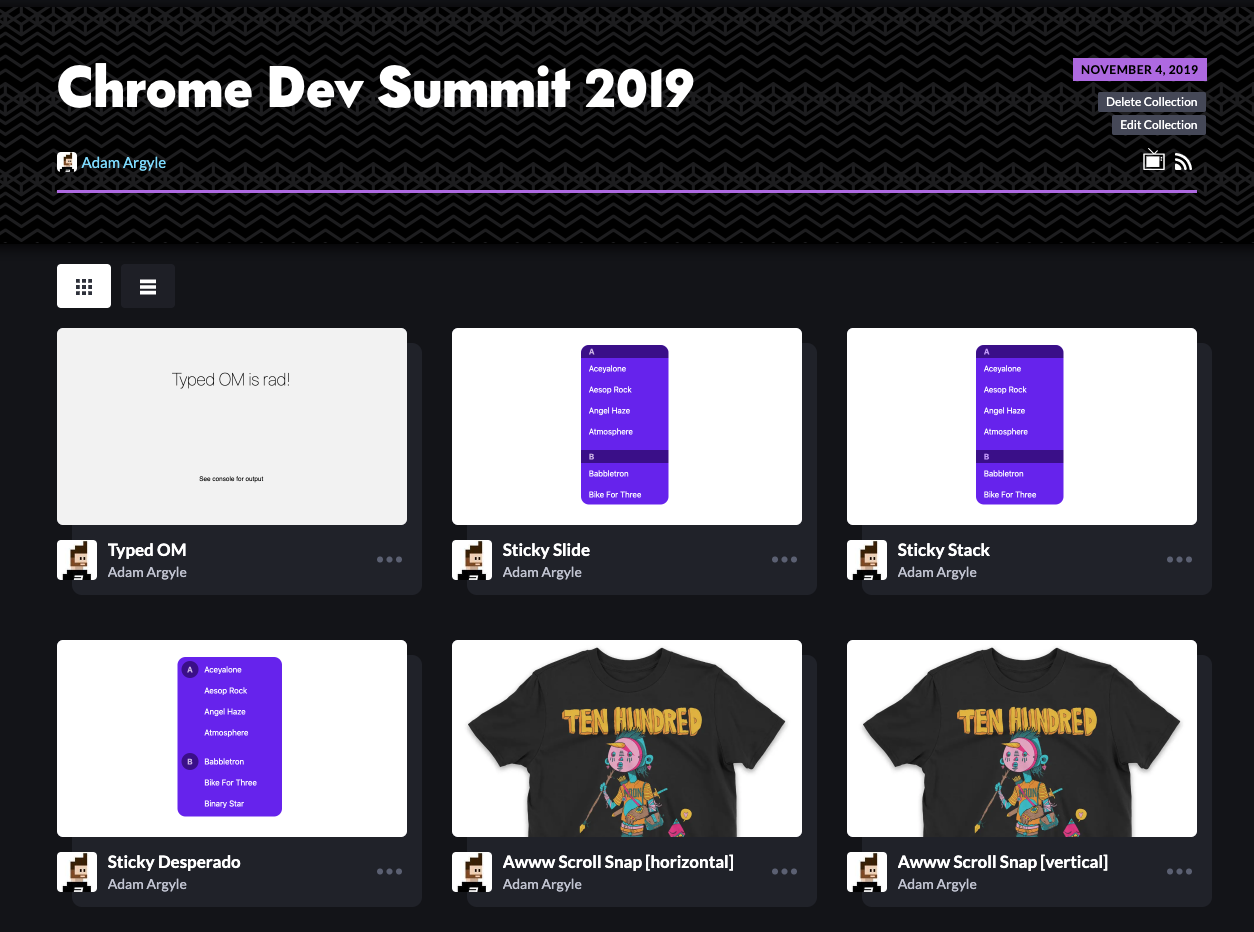 Chrome Dev Summit 2019
NOVEMBER 4, 2019
Delete Collection
Edit Collection
Adam Argyle
Typed OM is rad!
See console for output
Typed OM
Adam Argyle
A
Aceyalone
Aesop Rock
Angel Haze
Atmosphere
B
Babbletron
Bike For Three
Sticky Slide
Adam Argyle
A
Aceyalone
Aesop Rock
Angel Haze
Atmosphere
B
Babbletron
Bike For Three
Sticky Stack
Adam Argyle
A
Aceyalone
Aesop Rock
Angel Haze
Atmosphere
B
Babbletron
Bike For Three
Binary Star
Sticky Desperado
Adam Argyle
TEN HUNDRED
Awww Scroll Snap [horizontal]
Adam Argyle
TEN HUNDRED
Awww Scroll Snap [vertical]
Adam Argyle